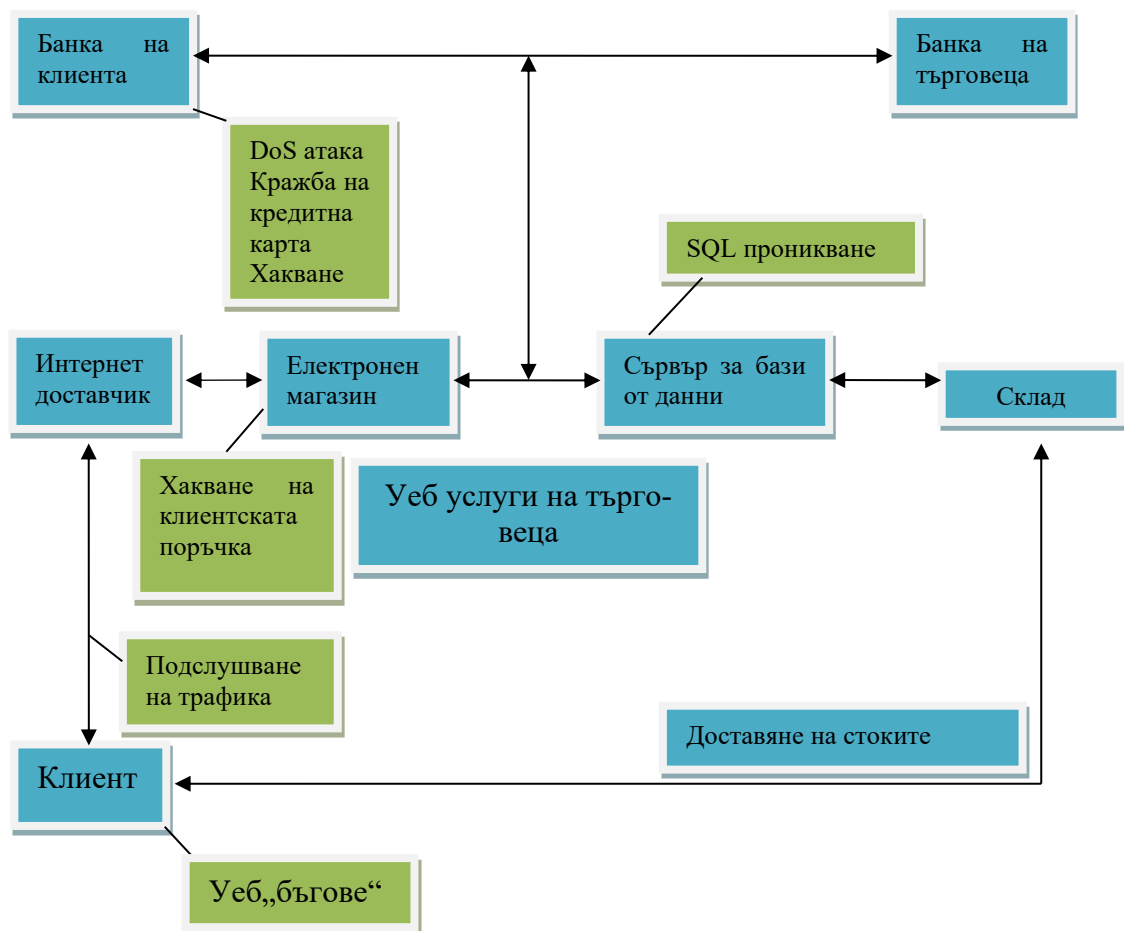 Банка на
клиента
Банка на
търговеца
DoS атака
Кражба на
кредитна
карта
Хакване
SQL проникване
Интернет
доставчик
Електронен
магазин
Сървър за бази
от данни
Склад
Хакване на
клиентската
поръчка
Уеб услуги на търго-
веца
Подслушване
на трафика
Доставяне на стоките
Клиент
Уеб„бъгове“